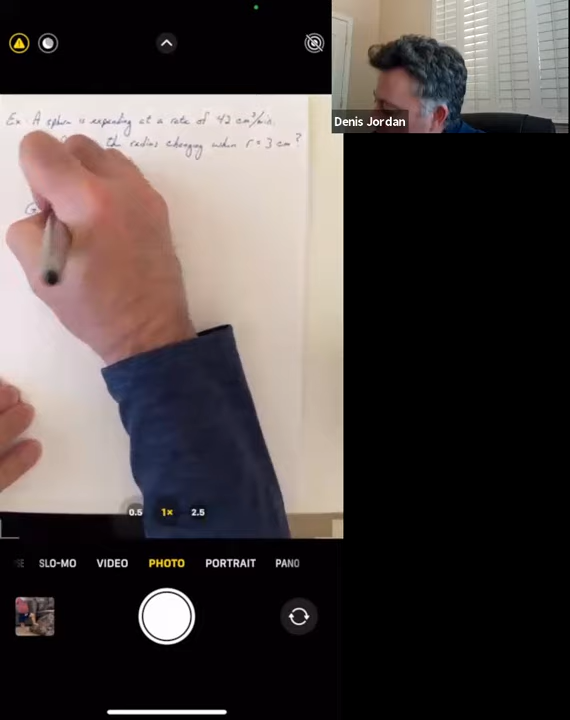 Ex: A sphere is expanding at a rate of 42 cm³/min.
the radius changing when r = 3 cm?
G
Denis Jordan
0.5 1× 2.5
SLO-MO VIDEO PHOTO PORTRAIT PANO